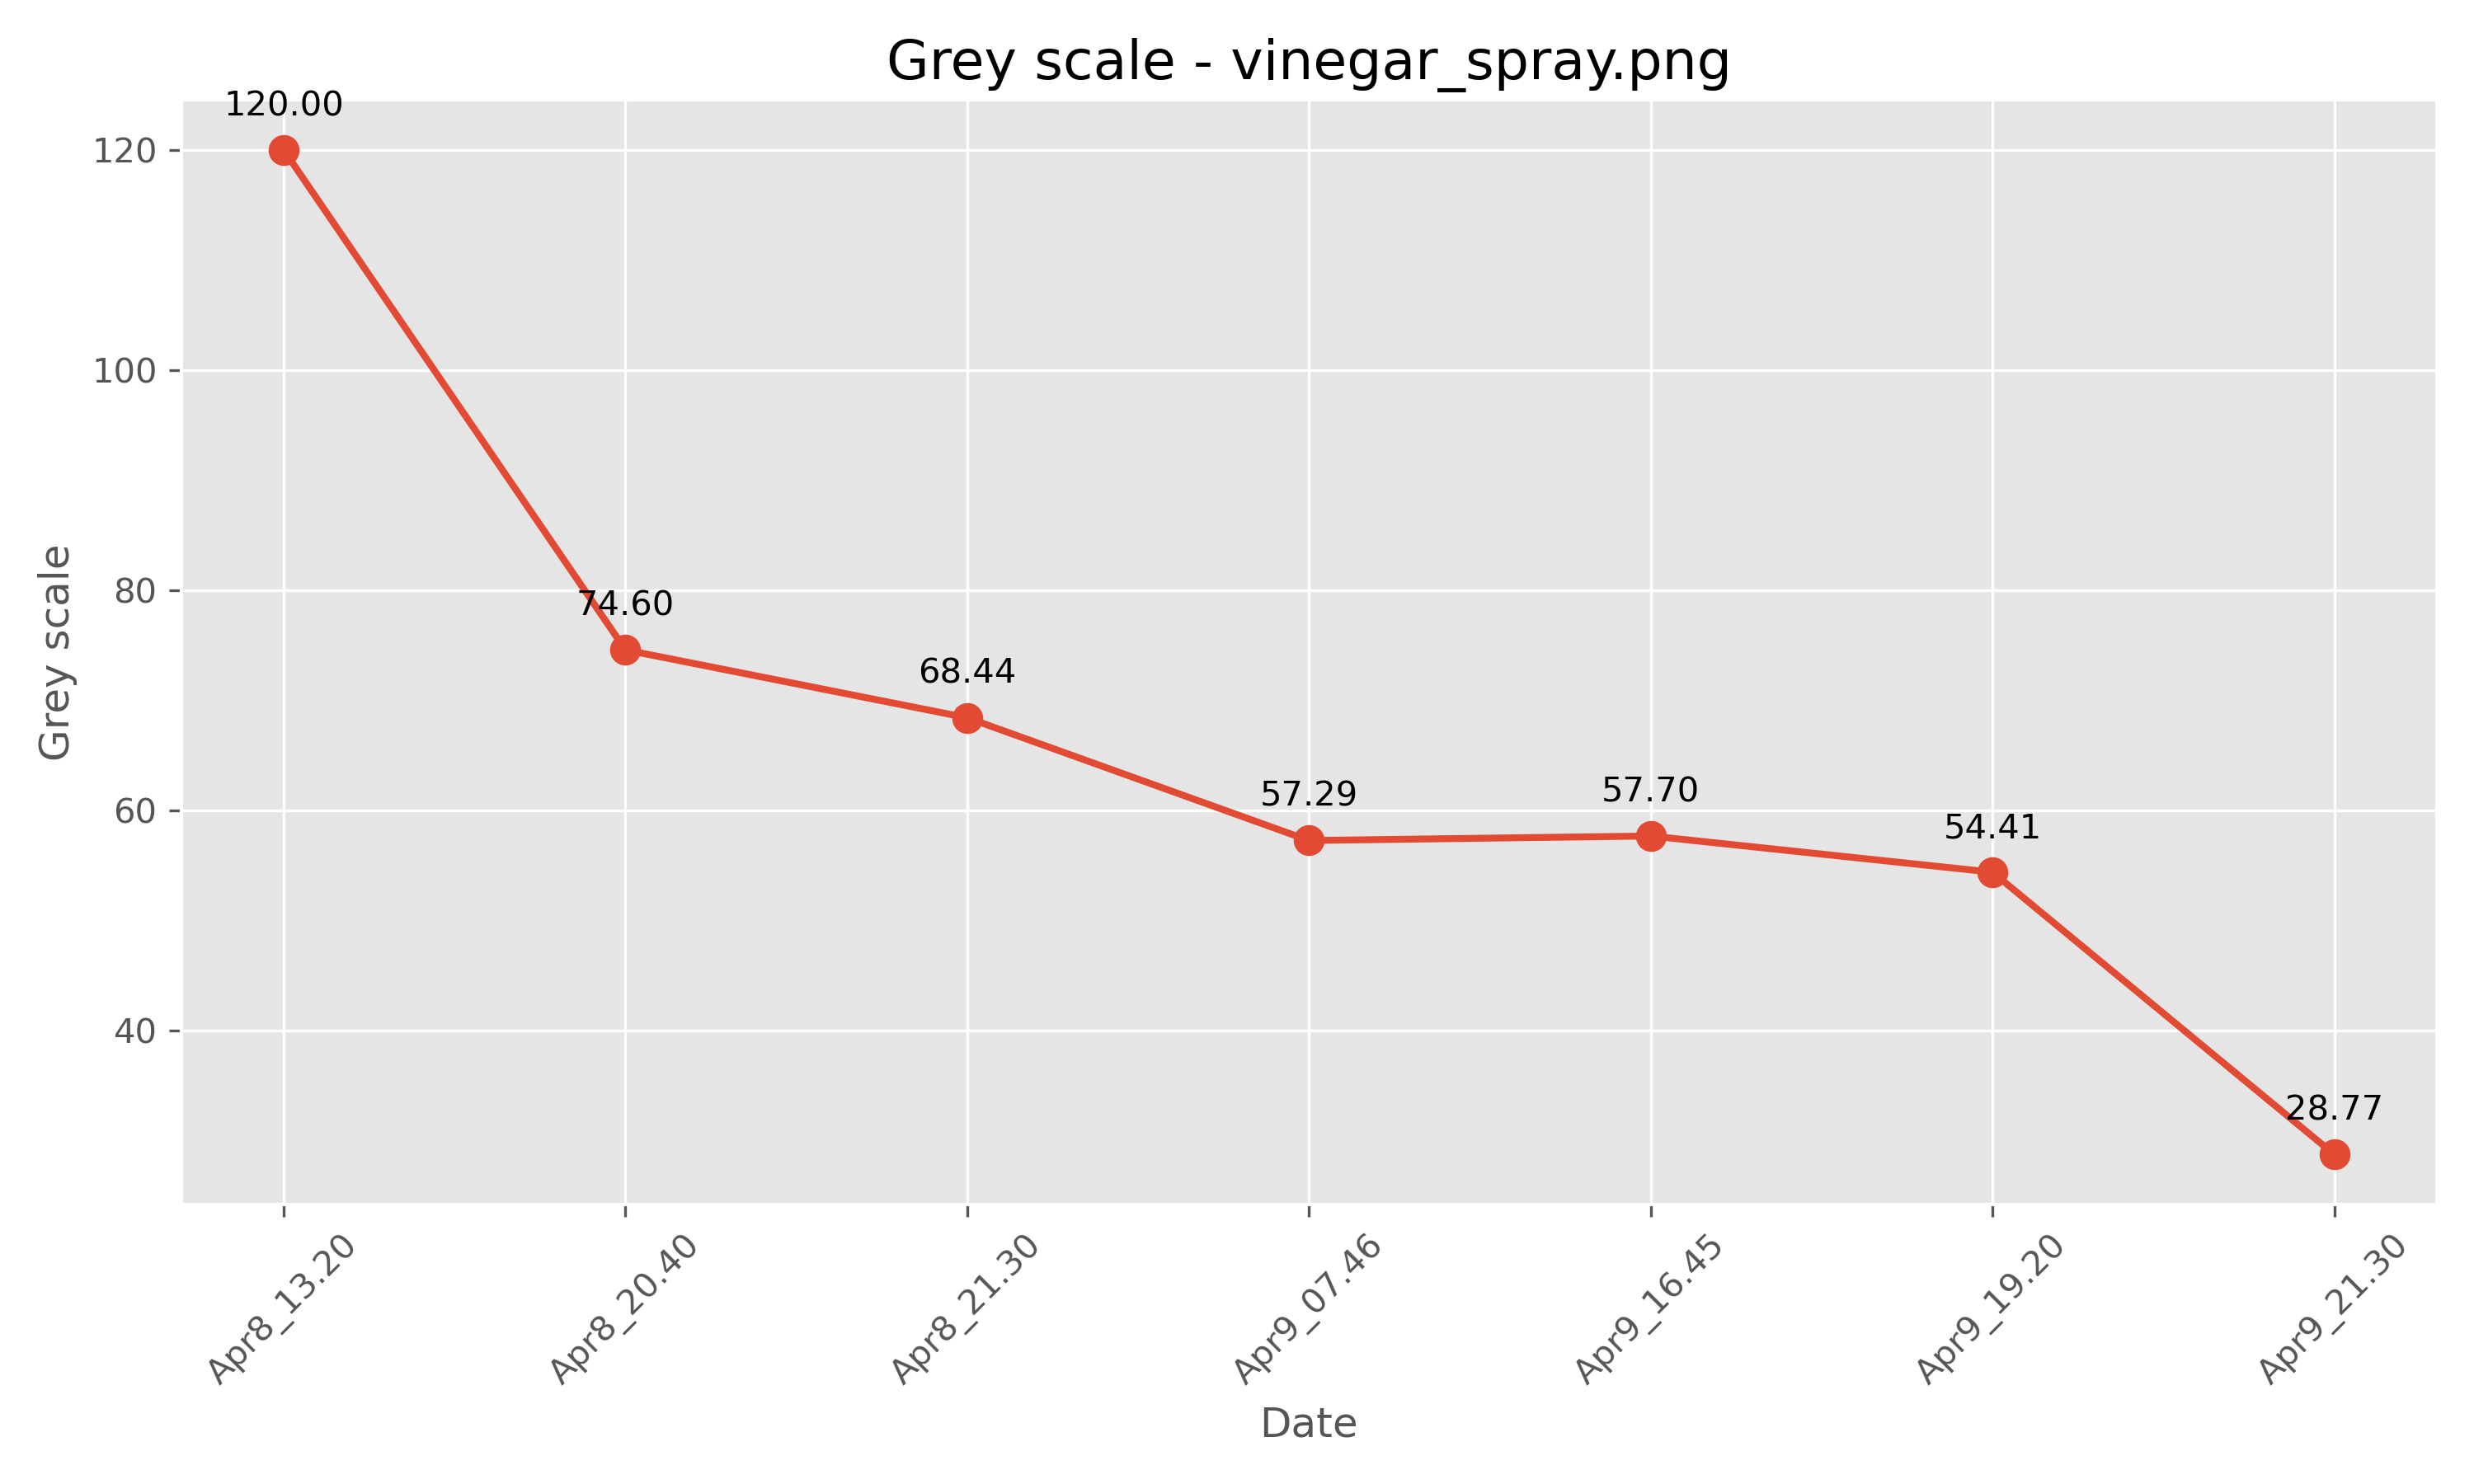 Grey scale - vinegar_spray.png
120.00
120
100
80
60
40
Grey scale
74.60
68.44
57.29
57.70
54.41
28.77
Apr8_13.20
Apr8_20.40
Apr8_21.30
Apr9_07.46
Apr9_16.45
Apr9_19.20
Apr9_21.30
Date